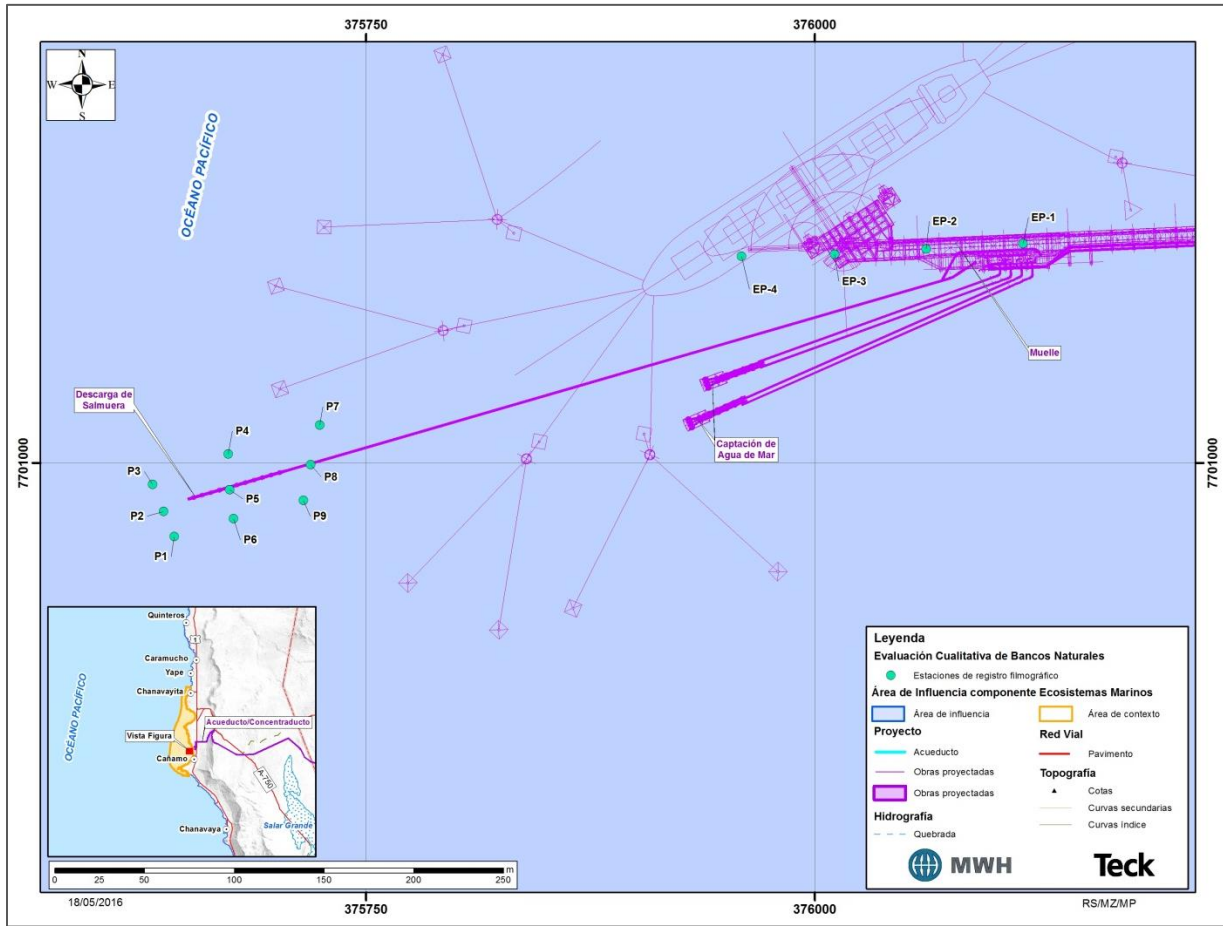 375750
376000
N
W
E
S
OCÉANO PACÍFICO
EP-1
EP-2
EP-3
EP-4
Muelle
Descarga de
Salmuera
P7
P4
P3
P8
P5
P9
P2
P6
P1
Captación de
Agua de Mar
7701000
7701000
Quinteros
1
Caramucho
Yape
Chanavayita
OCÉANO PACÍFICO
Acueducto/Concentraducto
Vista Figura
Cañamo
A-750
Salar Grande
Chanavaya
Leyenda
Evaluación Cualitativa de Bancos Naturales
Estaciones de registro filmográfico
Área de Influencia componente Ecosistemas Marinos
Área de influencia
Área de contexto
Proyecto
Red Vial
Acueducto
Pavimento
Obras proyectadas
Topografía
Obras proyectadas
Cotas
Curvas secundarias
Hidrografía
Curvas índice
Quebrada
MWH
Teck
0 25 50 100 150 200 250 m
18/05/2016
375750
376000
RS/MZ/MP